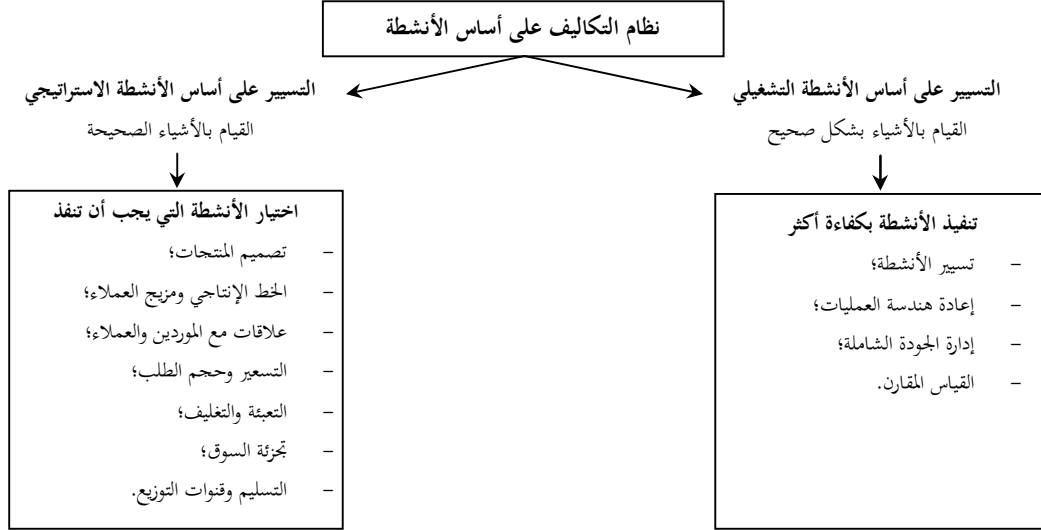 نظام التكاليف على أساس الأنشطة
التسيير على أساس الأنشطة التشغيلي
القيام بالأشياء بشكل صحيح
تنفيذ الأنشطة بكفاءة أكثر
- تسيير الأنشطة؛
- إعادة هندسة العمليات؛
- إدارة الجودة الشاملة؛
- القياس المقارن.
التسيير على أساس الأنشطة الاستراتيجي
القيام بالأشياء الصحيحة
اختيار الأنشطة التي يجب أن تنفذ
- تصميم المنتجات؛
- الخط الإنتاجي ومزيج العملاء؛
- علاقات مع الموردين والعملاء؛
- التسعير وحجم الطلب؛
- التعبئة والتغليف؛
- تجزئة السوق؛
- التسليم وقنوات التوزيع.